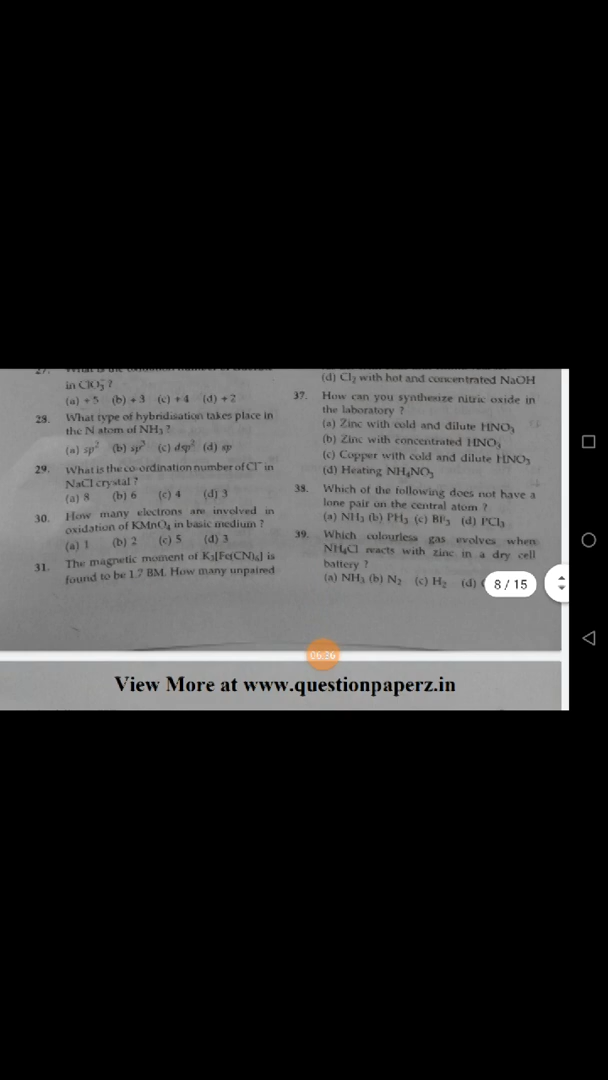 in ClO₃⁻ ?
(a) +5 (b) +3 (c) +4 (d) +2
28. What type of hybridisation takes place in
the N atom of NH₃ ?
(a) sp² (b) sp³ (c) dsp² (d) sp
29. What is the co-ordination number of Cl⁻ in
NaCl crystal ?
(a) 8 (b) 6 (c) 4 (d) 3
30. How many electrons are involved in
oxidation of KMnO₄ in basic medium ?
(a) 1 (b) 2 (c) 5 (d) 3
31. The magnetic moment of K₃[Fe(CN)₆] is
found to be 1.7 BM. How many unpaired
(d) Cl₂ with hot and concentrated NaOH
37. How can you synthesize nitric oxide in
the laboratory ?
(a) Zinc with cold and dilute HNO₃
(b) Zinc with concentrated HNO₃
(c) Copper with cold and dilute HNO₃
(d) Heating NH₄NO₃
38. Which of the following does not have a
lone pair on the central atom ?
(a) NH₃ (b) PH₃ (c) BF₃ (d) PCl₃
39. Which colourless gas evolves when
NH₄Cl reacts with zinc in a dry cell
battery ?
(a) NH₃ (b) N₂ (c) H₂ (d)
8 / 15
06:36
View More at www.questionpaperz.in